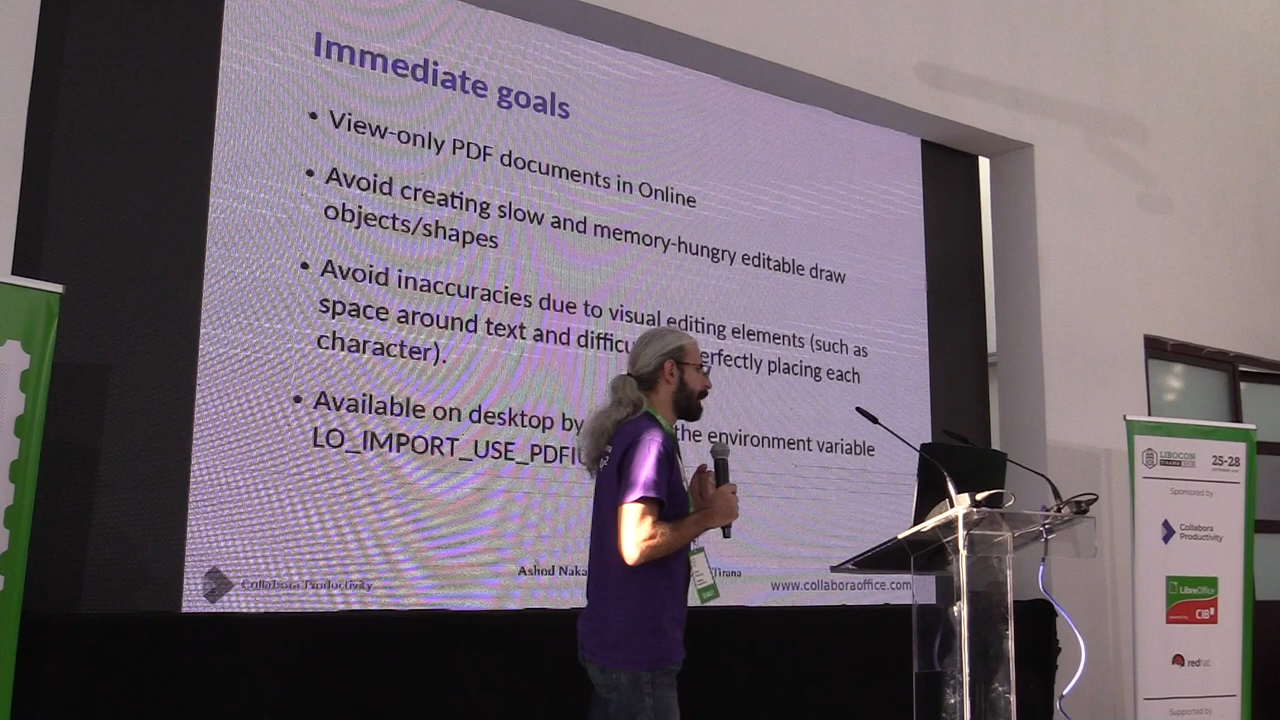 Immediate goals
• View-only PDF documents in Online
• Avoid creating slow and memory-hungry editable draw
objects/shapes
• Avoid inaccuracies due to visual editing elements (such as
space around text and difficu erfectly placing each
character).
• Available on desktop by the environment variable
LO_IMPORT_USE_PDFIU
Collabora Productivity
Ashod Naka Tirana
www.collaboraoffice.com
LIBOCON
TIRANA
25-28
Sponsored by
Collabora
Productivity
LibreOffice
powered by CIB
redhat
Supported by